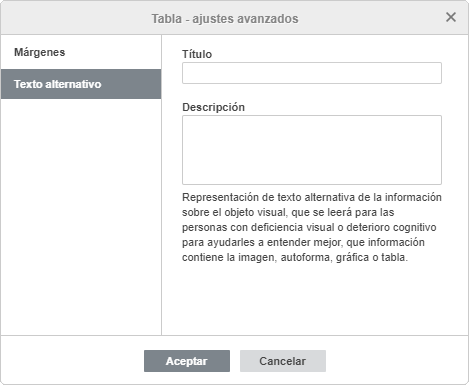 Tabla - ajustes avanzados
Márgenes
Texto alternativo
Título
Descripción
Representación de texto alternativa de la información
sobre el objeto visual, que se leerá para las
personas con deficiencia visual o deterioro cognitivo
para ayudarles a entender mejor, que información
contiene la imagen, autoforma, gráfica o tabla.
Aceptar
Cancelar